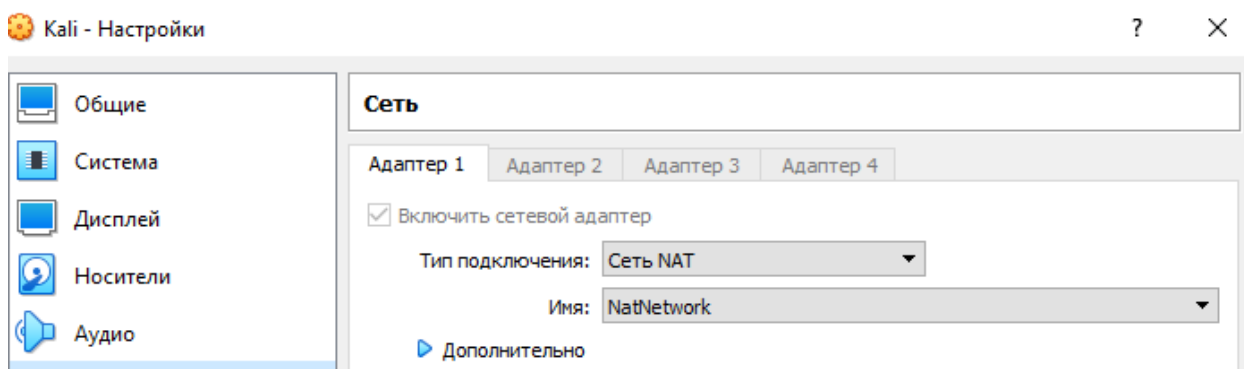 Kali - Настройки ?
Общие
Система
Дисплей
Носители
Аудио
Сеть
Адаптер 1 Адаптер 2 Адаптер 3 Адаптер 4
Включить сетевой адаптер
Тип подключения: Сеть NAT
Имя: NatNetwork
Дополнительно